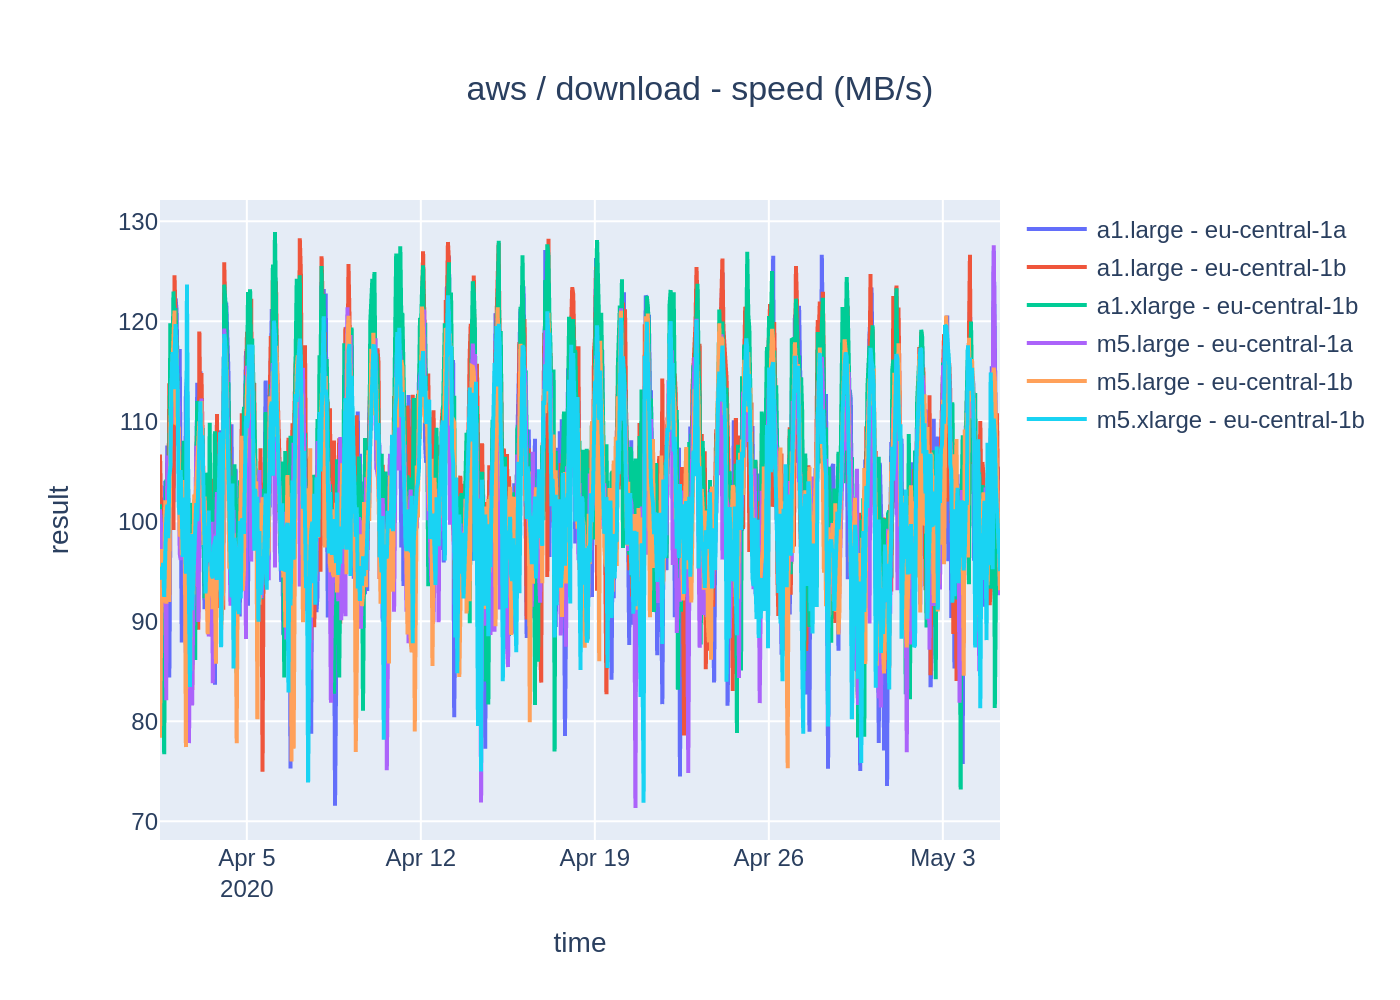 aws / download - speed (MB/s)
130
120
110
100
90
80
70
result
Apr 5
2020
Apr 12
Apr 19
Apr 26
May 3
time
a1.large - eu-central-1a
a1.large - eu-central-1b
a1.xlarge - eu-central-1b
m5.large - eu-central-1a
m5.large - eu-central-1b
m5.xlarge - eu-central-1b